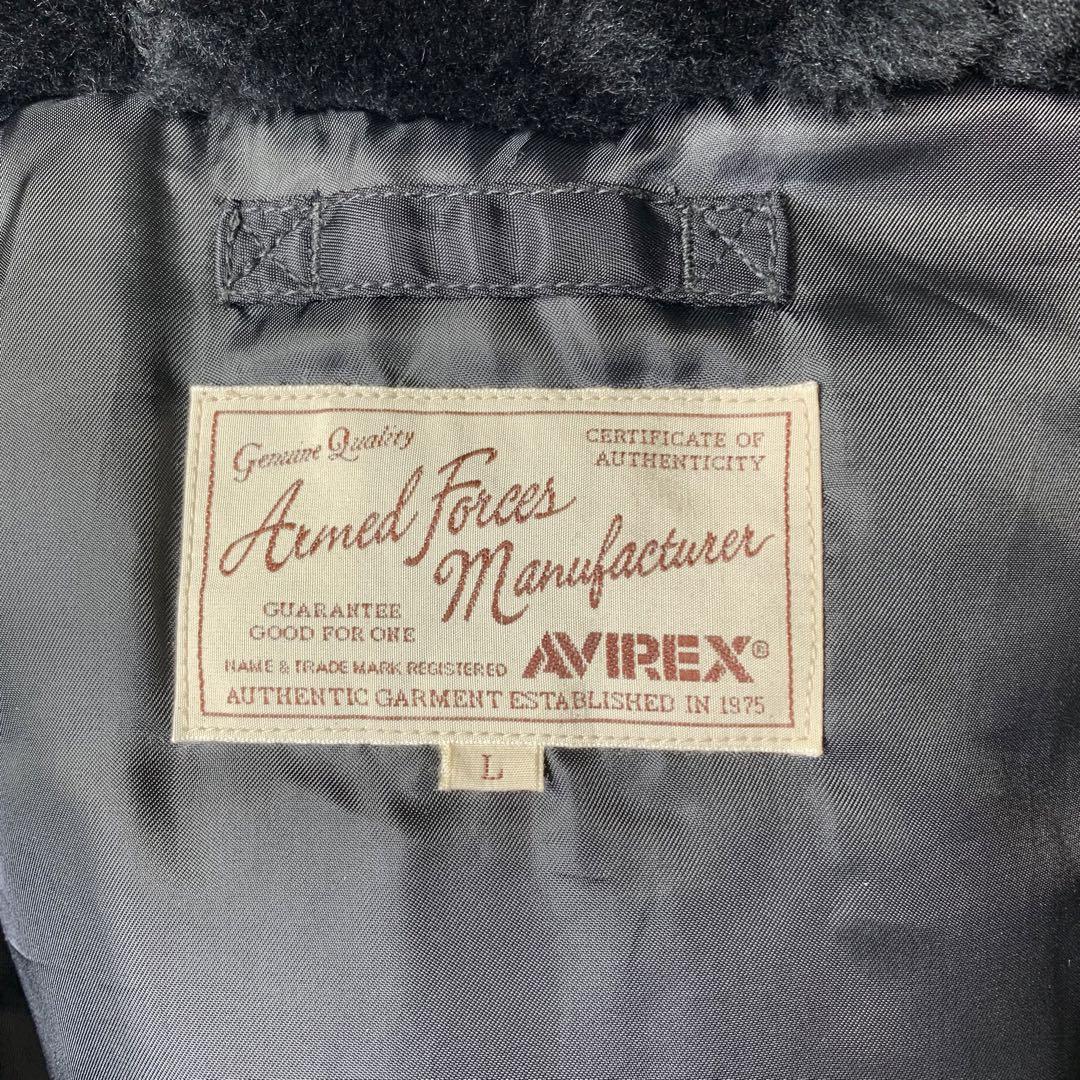 Genuine Quality
CERTIFICATE OF
AUTHENTICITY
Armed Forces
Manufacturer
GUARANTEE
GOOD FOR ONE
NAME & TRADE MARK REGISTERED
AVIREX®
AUTHENTIC GARMENT ESTABLISHED IN 1975
L